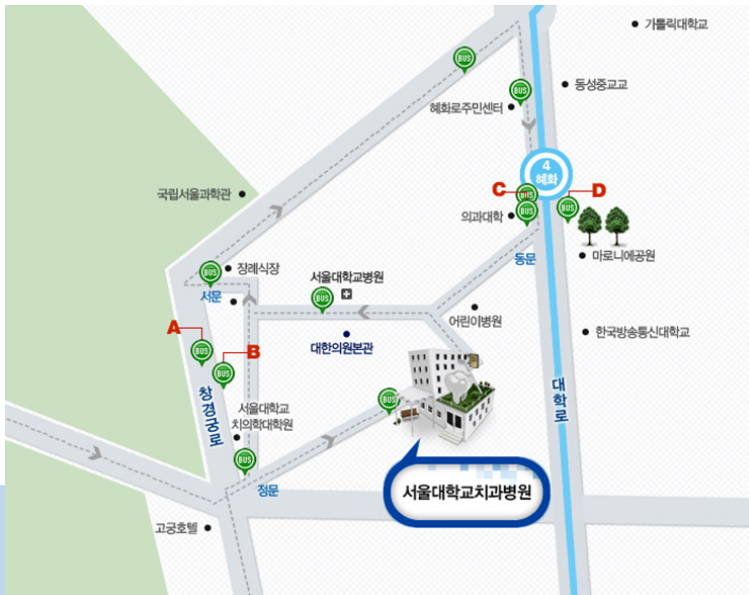 가톨릭대학교
BUS
동성중교교
BUS
혜화로주민센터
4
혜화
국립서울과학관
C
D
BUS
BUS
의과대학
BUS
마로니에공원
동문
장례식장
BUS
서문
서울대학교병원
BUS
어린이병원
한국방송통신대학교
A
대한의원본관
B
BUS
BUS
창경궁로
대학로
서울대학교
치의학대학원
BUS
BUS
정문
서울대학교치과병원
고궁호텔